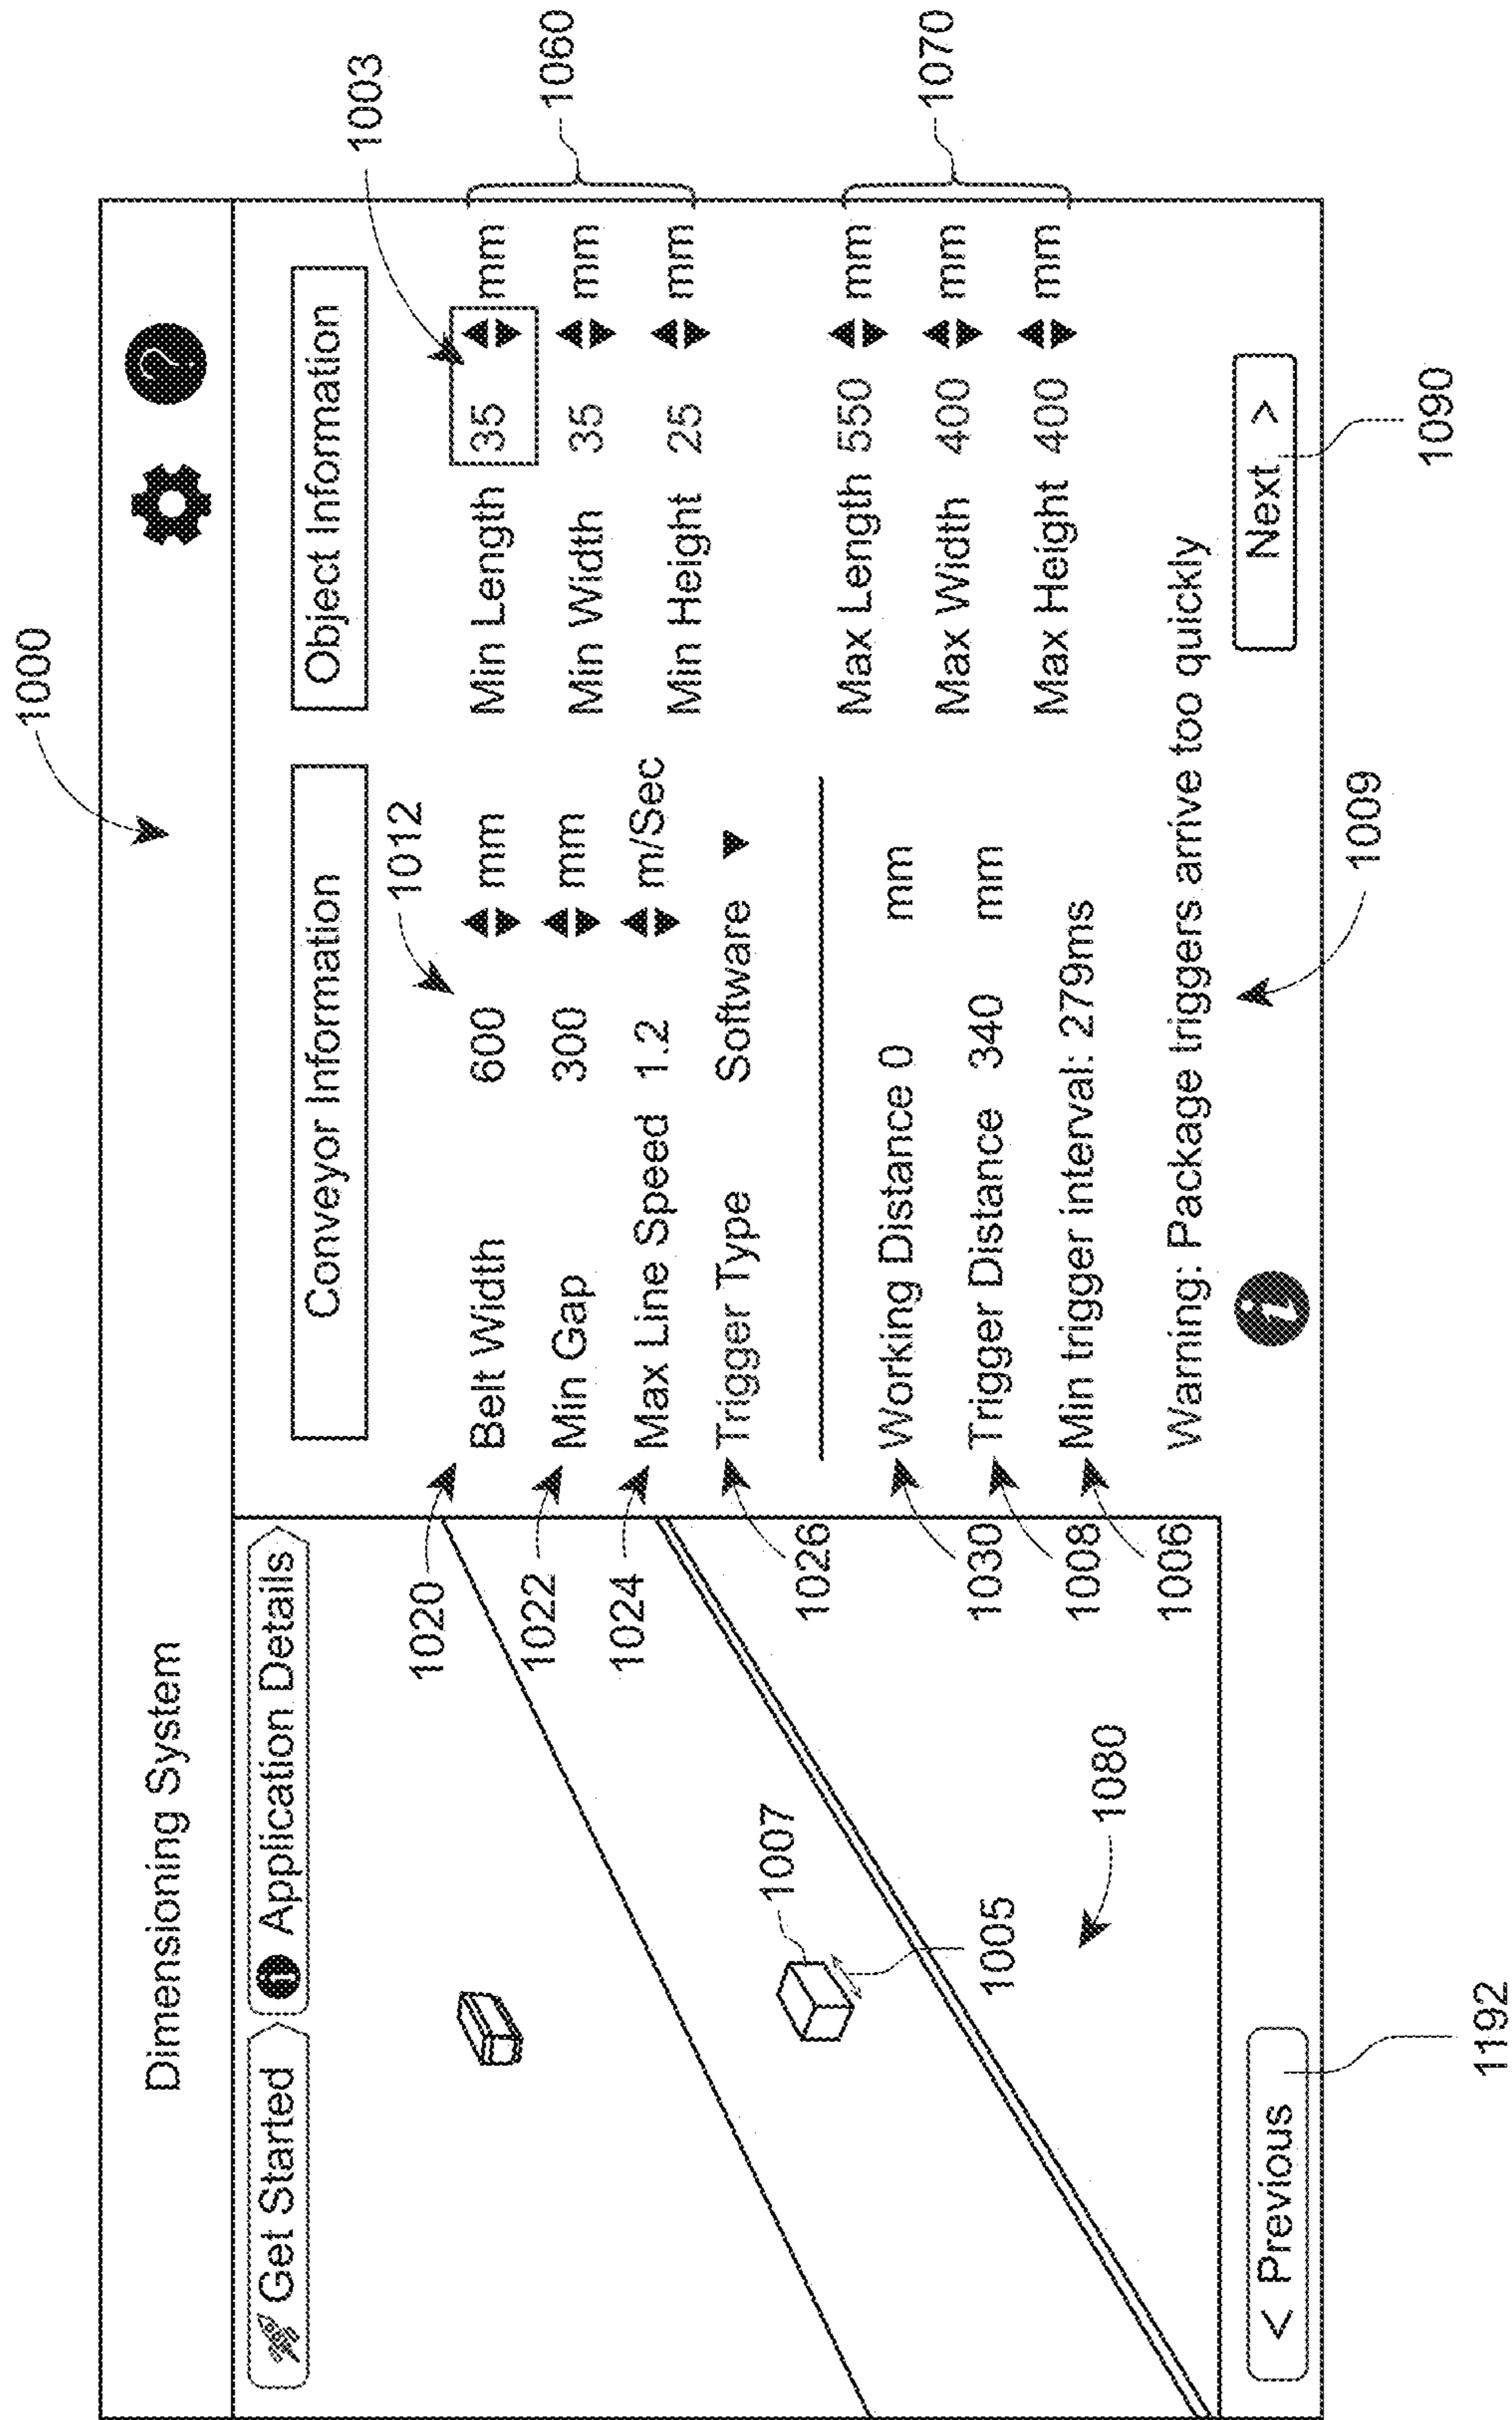 1000
Dimensioning System
?
Get Started
i Application Details
Conveyor Information
Object Information
1012
1003
1020
Belt Width 600 mm
1022
Min Gap 300 mm
1024
Max Line Speed 1.2 m/Sec
1026
Trigger Type Software
Min Length 35 mm
Min Width 35 mm
Min Height 25 mm
1060
1030
Working Distance 0 mm
1008
Trigger Distance 340 mm
1006
Min trigger interval: 279ms
Max Length 550 mm
Max Width 400 mm
Max Height 400 mm
1070
1007
1005
1080
Warning: Package triggers arrive too quickly
i
1009
< Previous
Next >
1192
1090